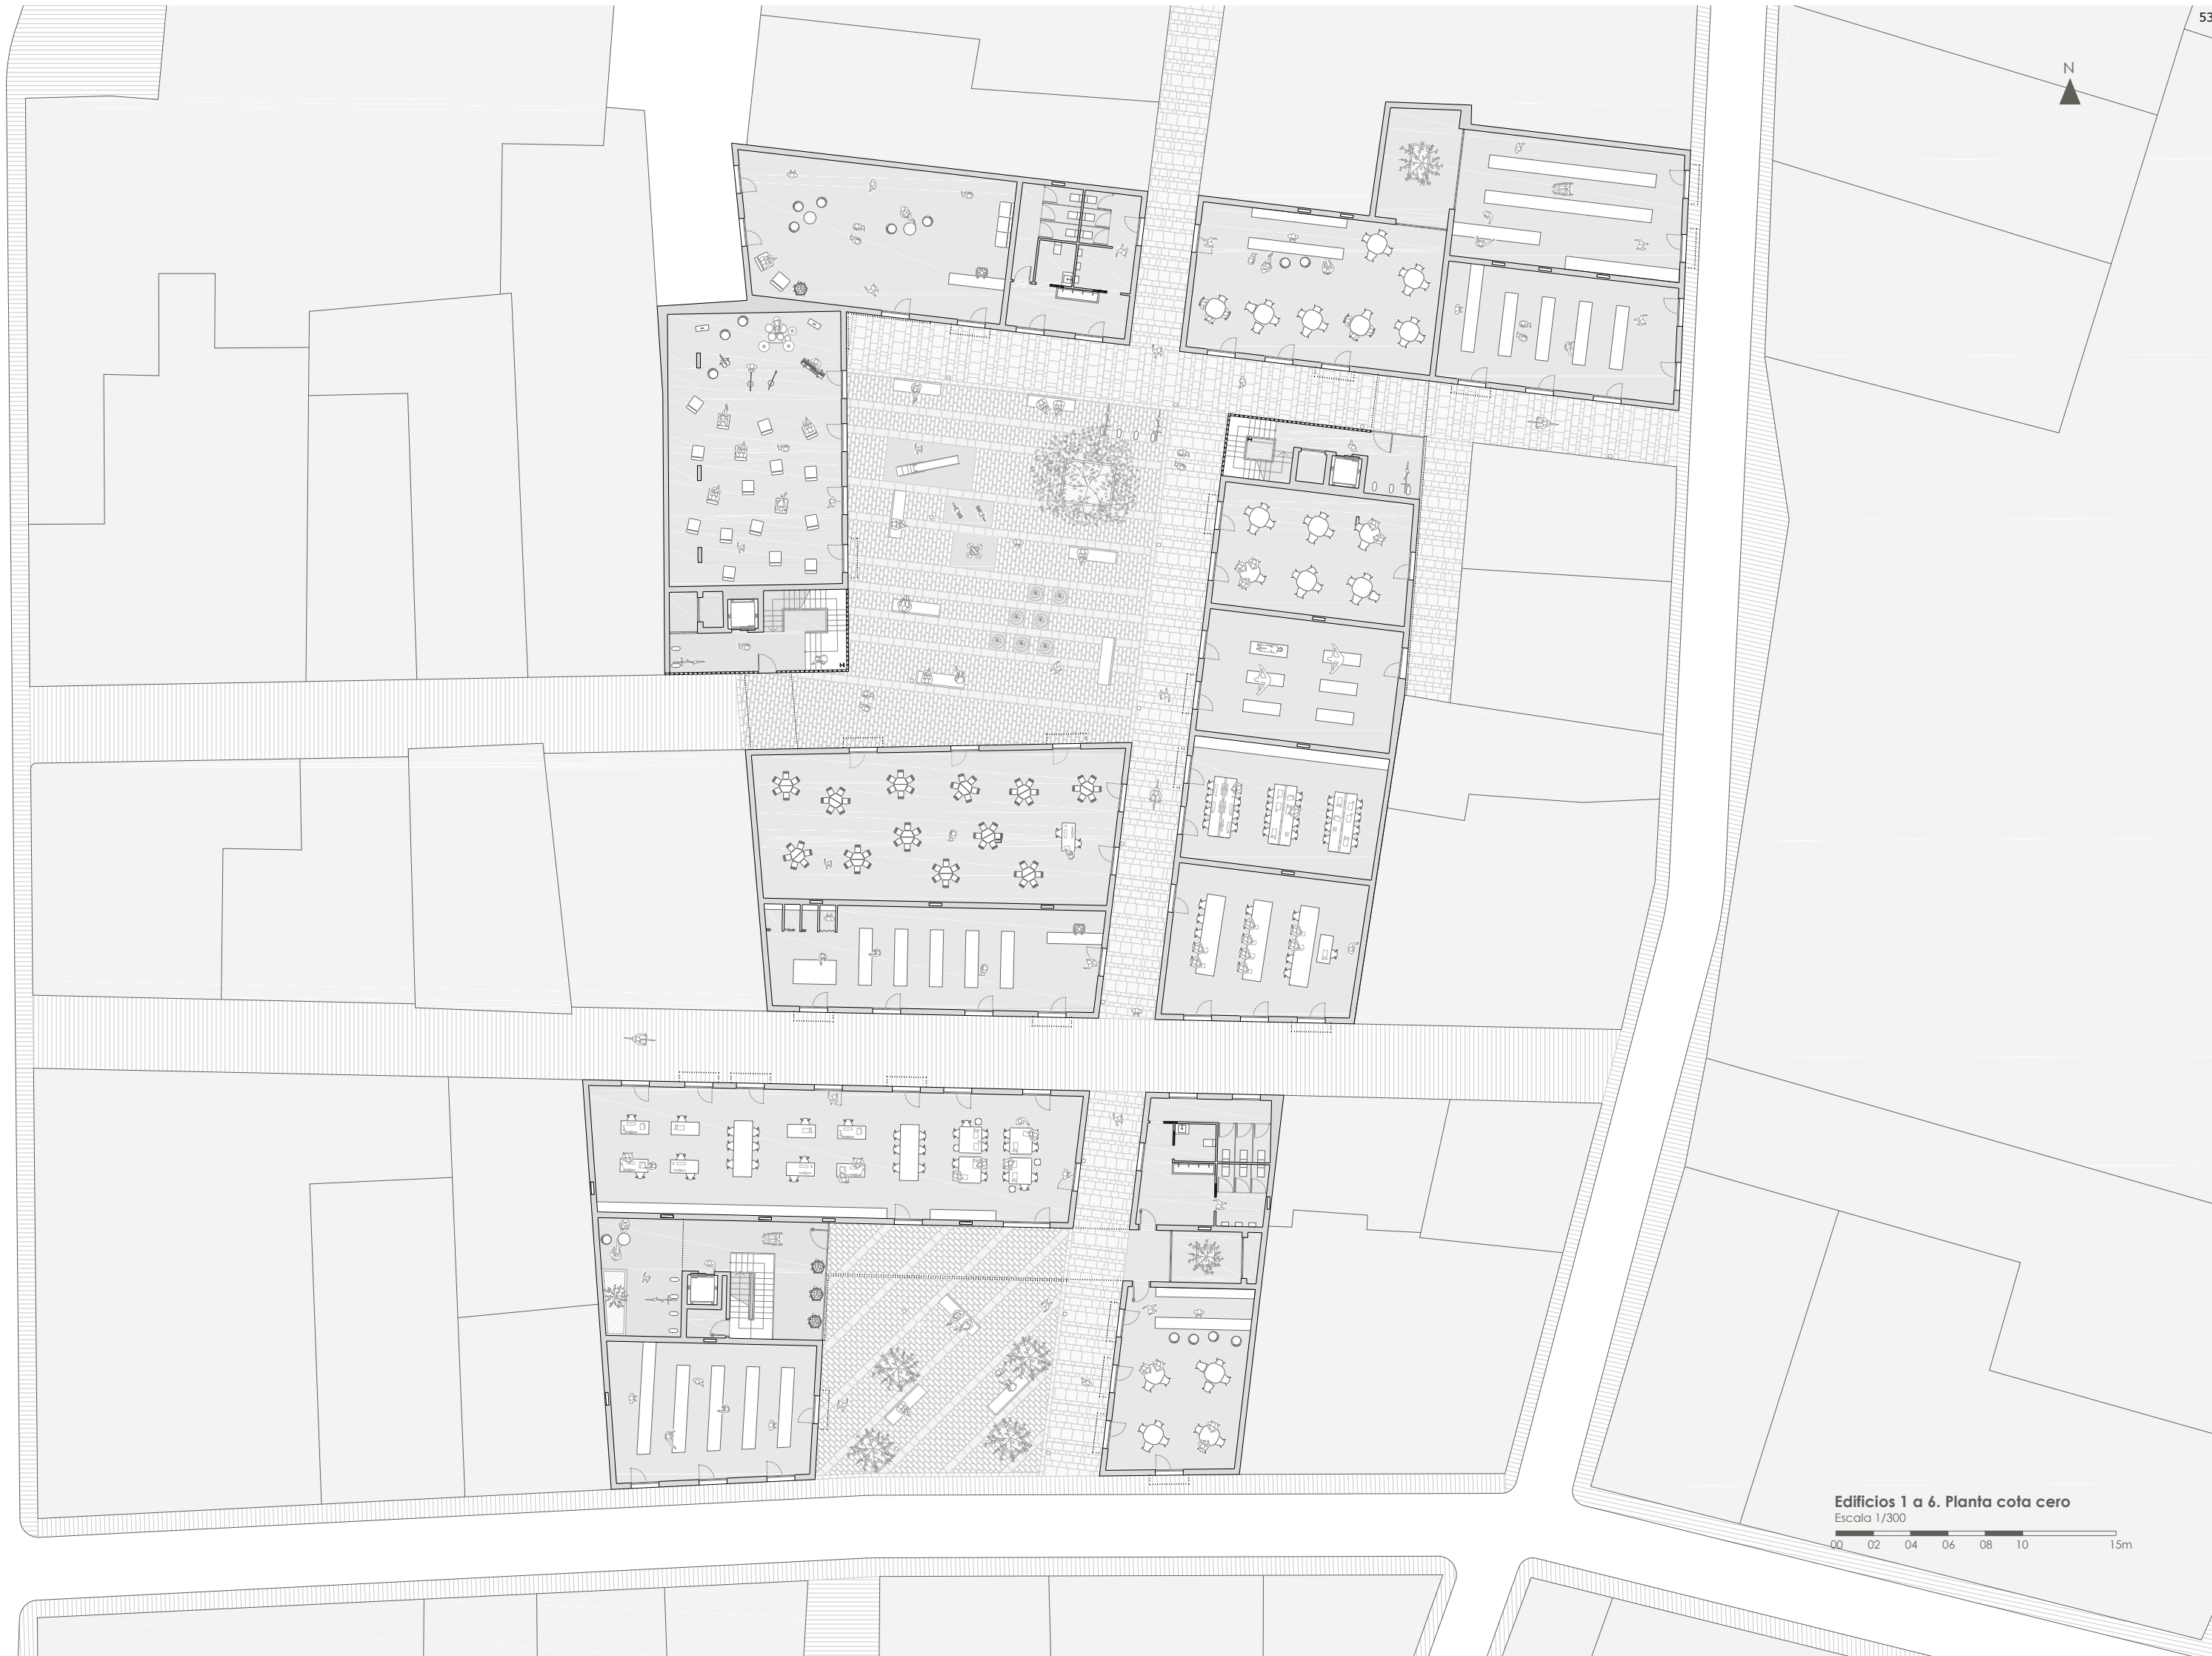 53
N
Edificios 1 a 6. Planta cota cero
Escala 1/300
00 02 04 06 08 10 15m